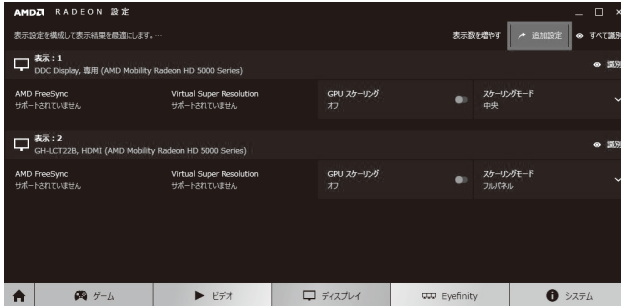 AMD RADEON 設定
表示設定を構成して表示結果を最適にします。…
表示数を増やす 追加設定 すべて識別
表示 : 1
DDC Display, 専用 (AMD Mobility Radeon HD 5000 Series)
識別
AMD FreeSync
サポートされていません
Virtual Super Resolution
サポートされていません
GPU スケーリング
オフ
スケーリングモード
中央
表示 : 2
GH-LCT22B, HDMI (AMD Mobility Radeon HD 5000 Series)
識別
AMD FreeSync
サポートされていません
Virtual Super Resolution
サポートされていません
GPU スケーリング
オフ
スケーリングモード
フルパネル
ゲーム ビデオ ディスプレイ Eyefinity システム